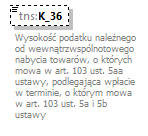 tns:K_36
Wysokość podatku należnego
od wewnątrzwspólnotowego
nabycia towarów, o których
mowa w art. 103 ust. 5aa
ustawy, podlegająca wpłacie
w terminie, o którym mowa
w art. 103 ust. 5a i 5b
ustawy